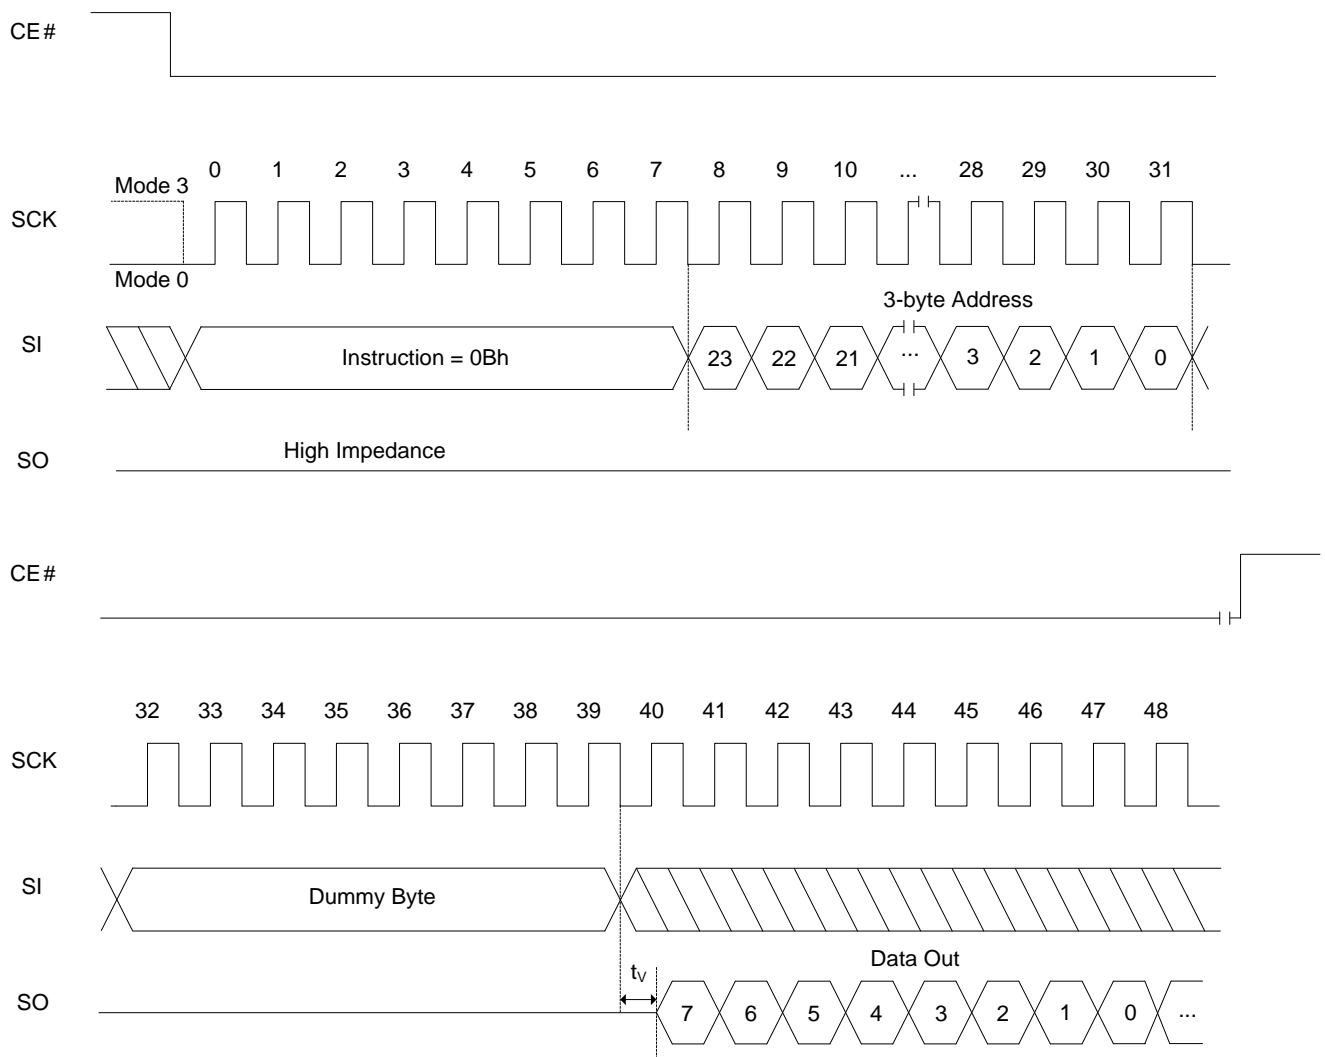 CE#
0 1 2 3 4 5 6 7 8 9 10 ... 28 29 30 31
Mode 3
SCK
Mode 0
3-byte Address
SI
Instruction = 0Bh
23 22 21 ... 3 2 1 0
High Impedance
SO
CE#
32 33 34 35 36 37 38 39 40 41 42 43 44 45 46 47 48
SCK
SI
Dummy Byte
Data Out
tV
SO
7 6 5 4 3 2 1 0 ...